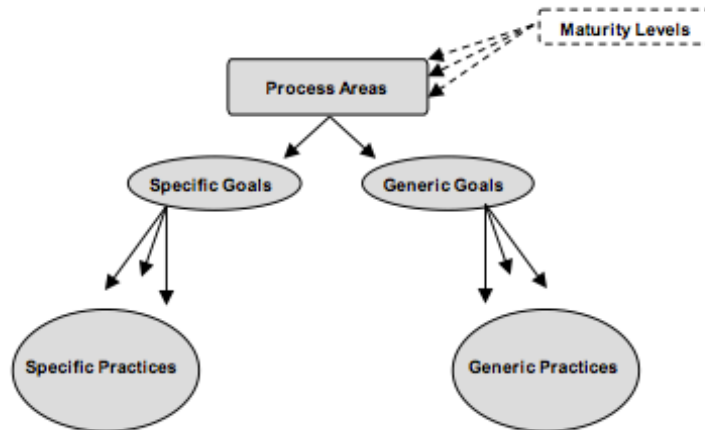 Maturity Levels
Process Areas
Specific Goals
Generic Goals
Specific Practices
Generic Practices